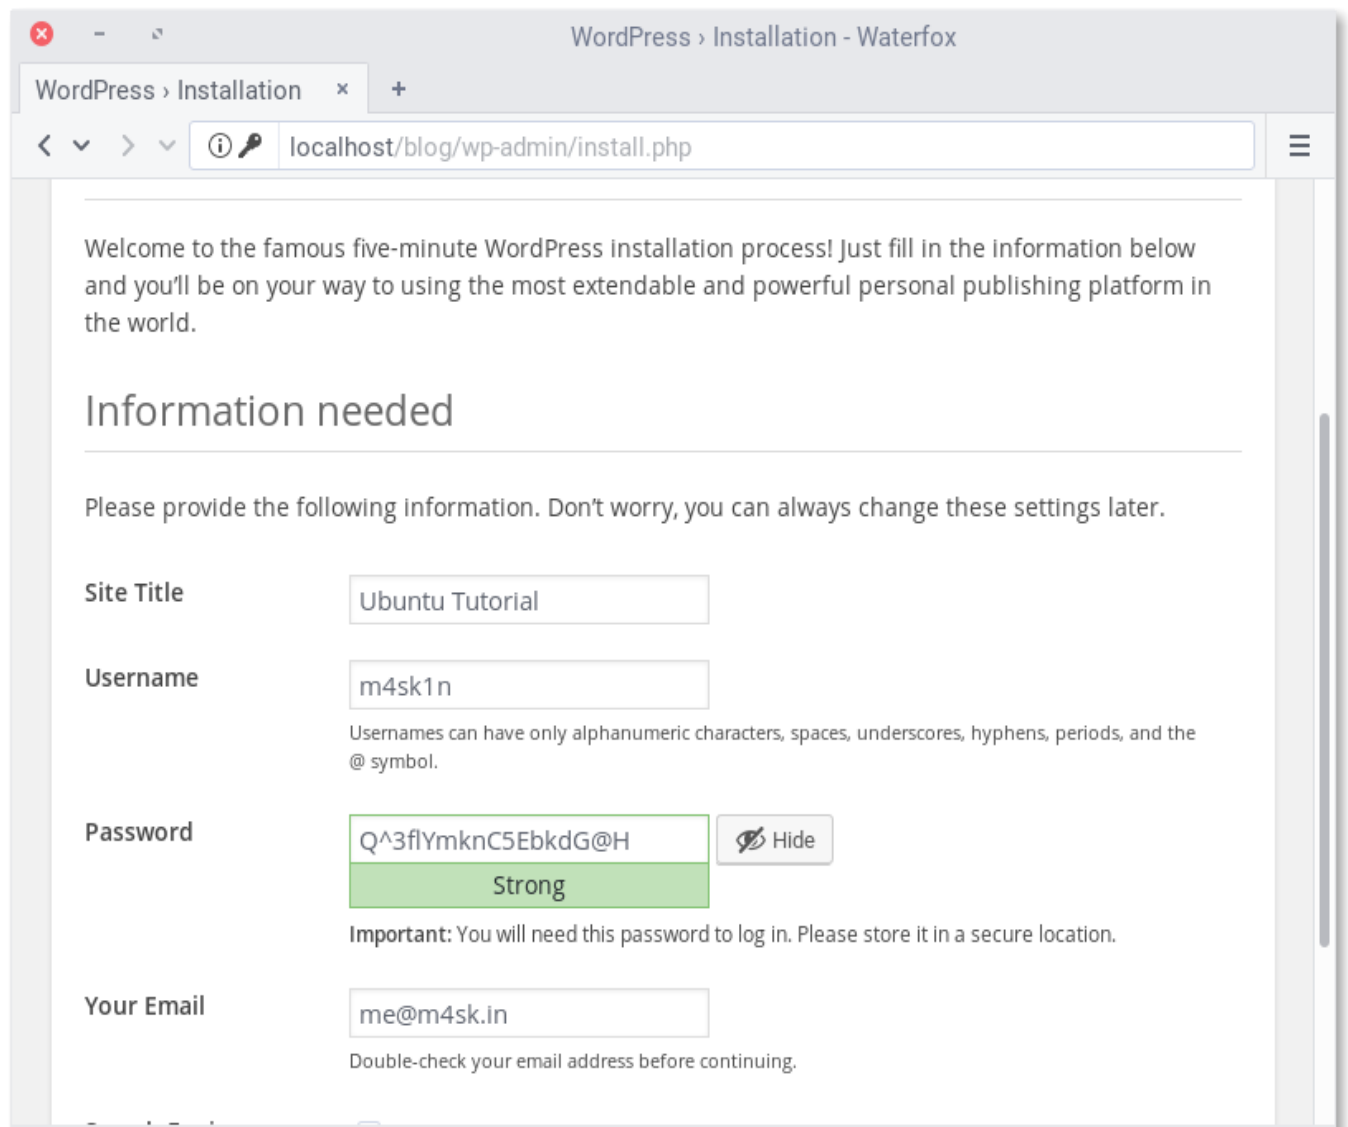 WordPress › Installation - Waterfox
WordPress › Installation × +
localhost/blog/wp-admin/install.php
Welcome to the famous five-minute WordPress installation process! Just fill in the information below
and you’ll be on your way to using the most extendable and powerful personal publishing platform in
the world.
Information needed
Please provide the following information. Don’t worry, you can always change these settings later.
Site Title
Ubuntu Tutorial
Username
m4sk1n
Usernames can have only alphanumeric characters, spaces, underscores, hyphens, periods, and the
@ symbol.
Password
Q^3flYmknC5EbkdG@H
Hide
Strong
Important: You will need this password to log in. Please store it in a secure location.
Your Email
me@m4sk.in
Double-check your email address before continuing.